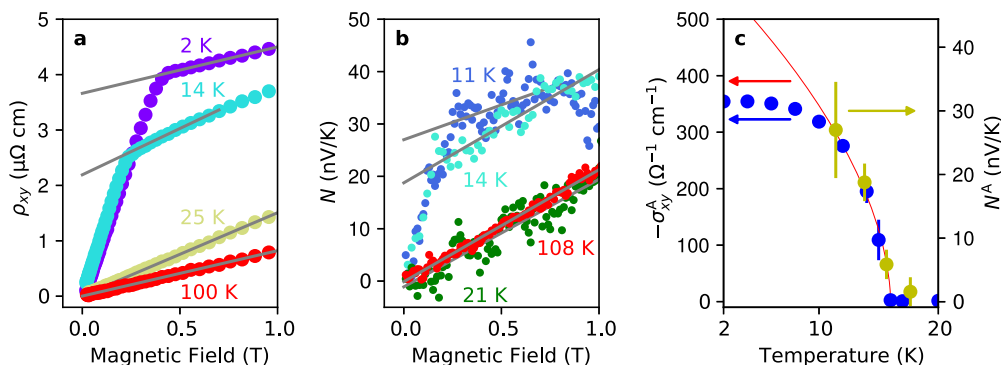 a
2 K
14 K
25 K
100 K
5
4
3
2
1
0
0.0 0.5 1.0
Magnetic Field (T)
ρxy (μΩ cm)
b
11 K
14 K
108 K
21 K
50
40
30
20
10
0
0.0 0.5 1.0
Magnetic Field (T)
N (nV/K)
c
500
400
300
200
100
0
2 10 20
Temperature (K)
−σᴬxy (Ω⁻¹ cm⁻¹)
40
30
20
10
0
Nᴬ (nV/K)